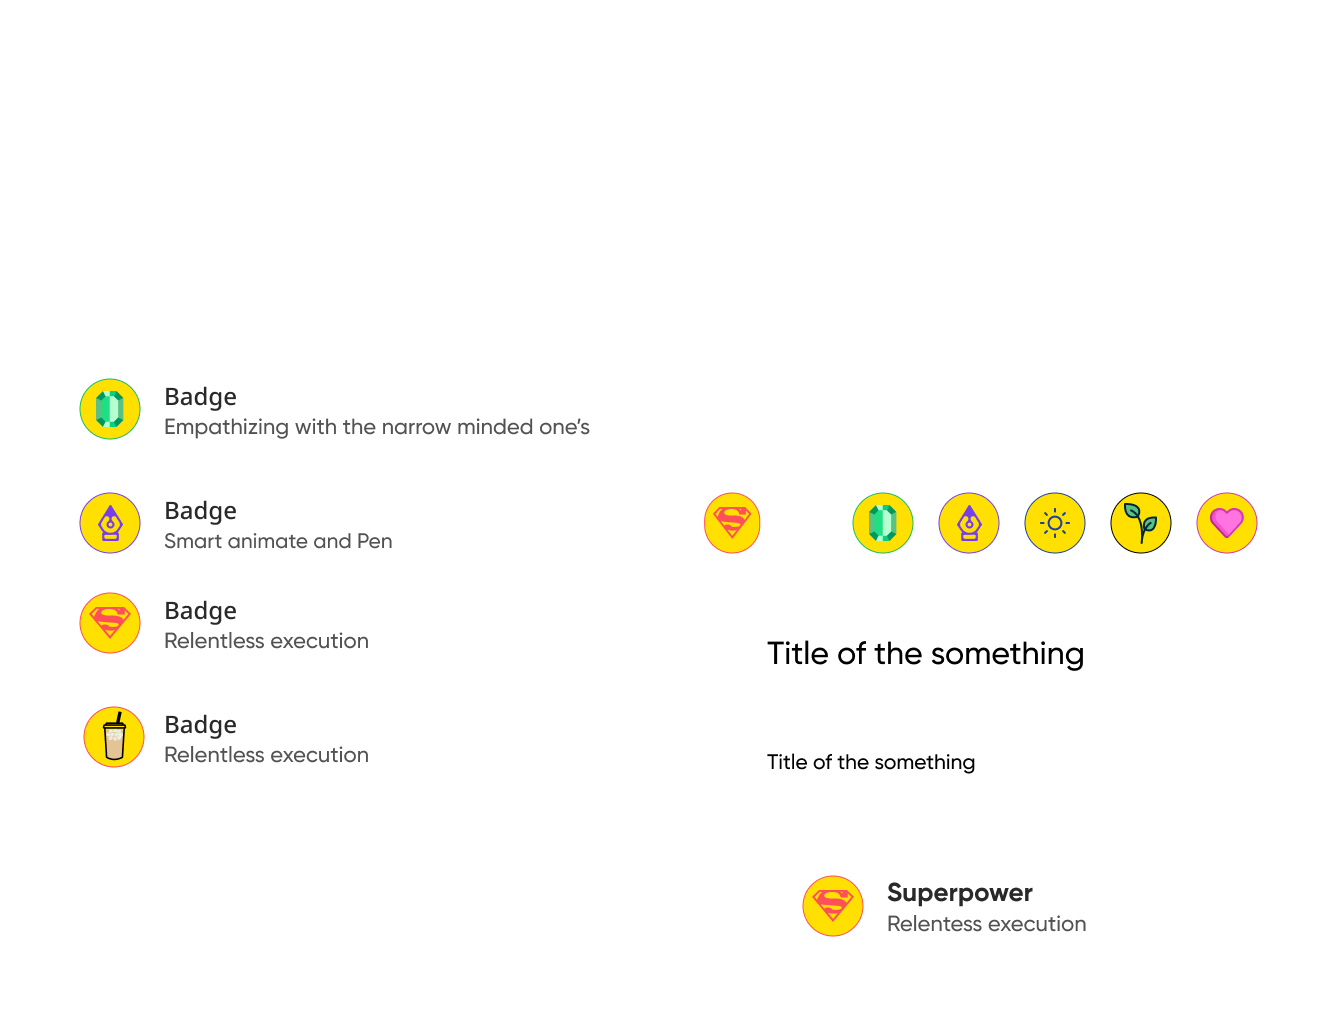 Badge
Empathizing with the narrow minded one’s
Badge
Smart animate and Pen
Badge
Relentless execution
Badge
Relentless execution
Title of the something
Title of the something
Superpower
Relentess execution